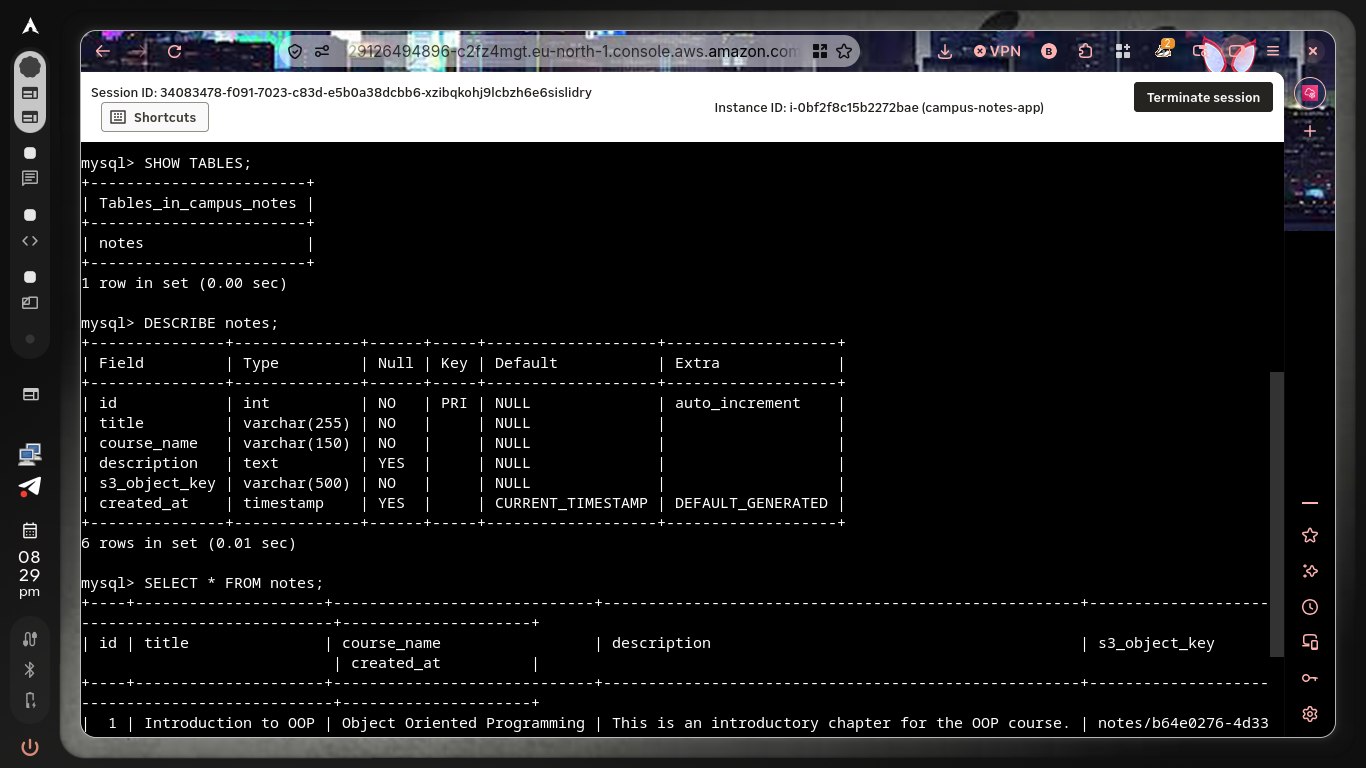 29126494896-c2fz4mgt.eu-north-1.console.aws.amazon.com
VPN
B
2
Session ID: 34083478-f091-7023-c83d-e5b0a38dcbb6-xzibqkohj9lcbzh6e6sislidry
Shortcuts
Instance ID: i-0bf2f8c15b2272bae (campus-notes-app)
Terminate session
mysql> SHOW TABLES;
+------------------------+
| Tables_in_campus_notes |
+------------------------+
| notes                  |
+------------------------+
1 row in set (0.00 sec)
mysql> DESCRIBE notes;
+---------------+--------------+------+-----+-------------------+-------------------+
| Field         | Type         | Null | Key | Default           | Extra             |
+---------------+--------------+------+-----+-------------------+-------------------+
| id            | int          | NO   | PRI | NULL              | auto_increment    |
| title         | varchar(255) | NO   |     | NULL              |                   |
| course_name   | varchar(150) | NO   |     | NULL              |                   |
| description   | text         | YES  |     | NULL              |                   |
| s3_object_key | varchar(500) | NO   |     | NULL              |                   |
| created_at    | timestamp    | YES  |     | CURRENT_TIMESTAMP | DEFAULT_GENERATED |
+---------------+--------------+------+-----+-------------------+-------------------+
6 rows in set (0.01 sec)
mysql> SELECT * FROM notes;
+----+---------------------+-----------------------------+-----------------------------------------------------+--------------------
----------------------------+---------------------+
| id | title               | course_name                 | description                                         | s3_object_key
                            | created_at          |
+----+---------------------+-----------------------------+-----------------------------------------------------+--------------------
----------------------------+---------------------+
|  1 | Introduction to OOP | Object Oriented Programming | This is an introductory chapter for the OOP course. | notes/b64e0276-4d33
08
29
pm